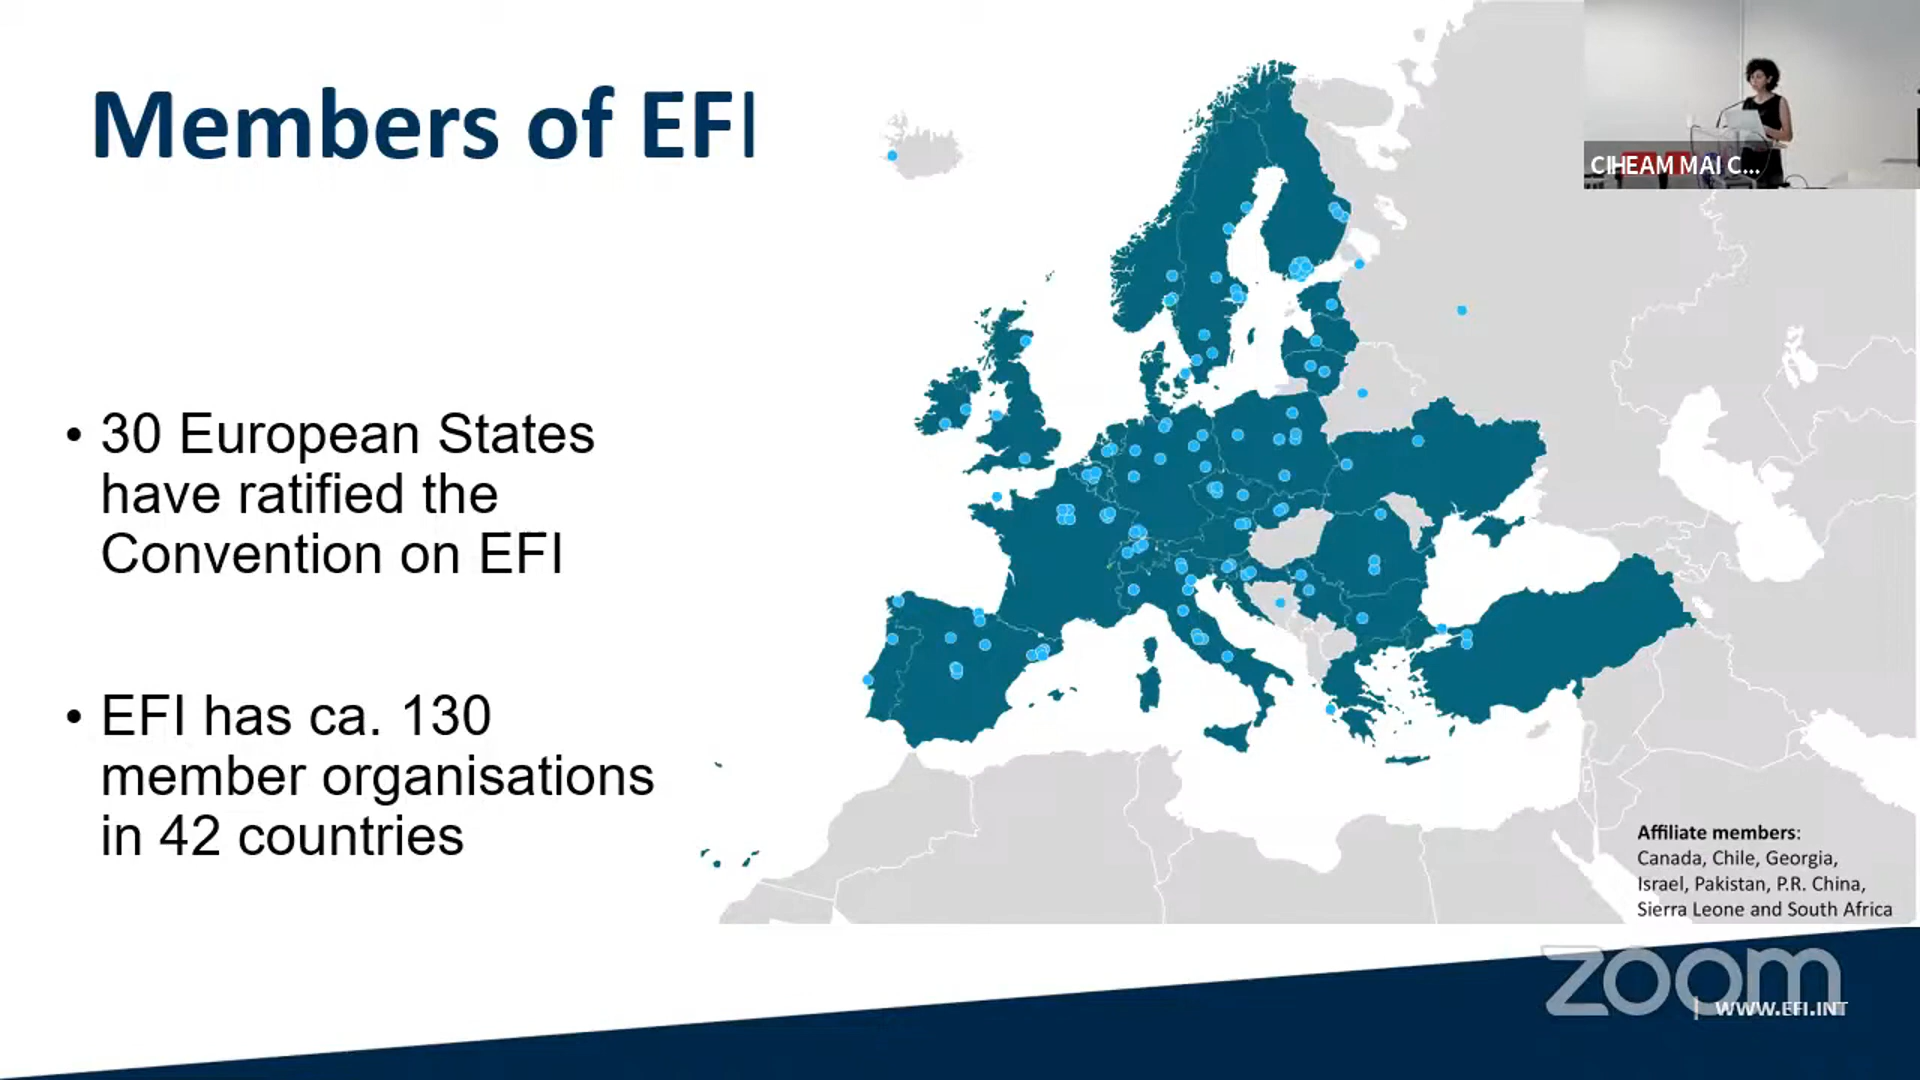 Members of EFI
CIHEAM MAI C...
• 30 European States
have ratified the
Convention on EFI
• EFI has ca. 130
member organisations
in 42 countries
Affiliate members:
Canada, Chile, Georgia,
Israel, Pakistan, P.R. China,
Sierra Leone and South Africa
zoom
| WWW.EFI.INT